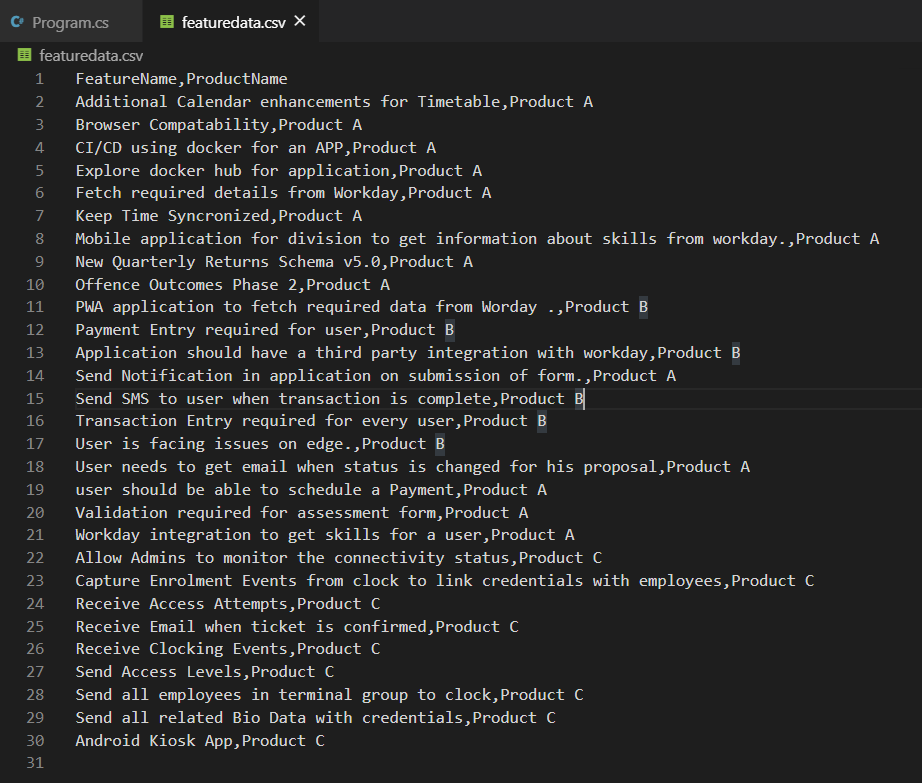 Program.cs featuredata.csv
featuredata.csv
1 FeatureName,ProductName
2 Additional Calendar enhancements for Timetable,Product A
3 Browser Compatability,Product A
4 CI/CD using docker for an APP,Product A
5 Explore docker hub for application,Product A
6 Fetch required details from Workday,Product A
7 Keep Time Syncronized,Product A
8 Mobile application for division to get information about skills from workday.,Product A
9 New Quarterly Returns Schema v5.0,Product A
10 Offence Outcomes Phase 2,Product A
11 PWA application to fetch required data from Worday .,Product B
12 Payment Entry required for user,Product B
13 Application should have a third party integration with workday,Product B
14 Send Notification in application on submission of form.,Product A
15 Send SMS to user when transaction is complete,Product B
16 Transaction Entry required for every user,Product B
17 User is facing issues on edge.,Product B
18 User needs to get email when status is changed for his proposal,Product A
19 user should be able to schedule a Payment,Product A
20 Validation required for assessment form,Product A
21 Workday integration to get skills for a user,Product A
22 Allow Admins to monitor the connectivity status,Product C
23 Capture Enrolment Events from clock to link credentials with employees,Product C
24 Receive Access Attempts,Product C
25 Receive Email when ticket is confirmed,Product C
26 Receive Clocking Events,Product C
27 Send Access Levels,Product C
28 Send all employees in terminal group to clock,Product C
29 Send all related Bio Data with credentials,Product C
30 Android Kiosk App,Product C
31